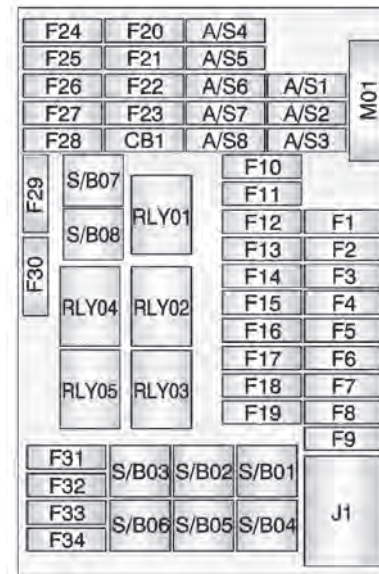 F24 F20 A/S4
F25 F21 A/S5
F26 F22 A/S6 A/S1
F27 F23 A/S7 A/S2
F28 CB1 A/S8 A/S3
M01
F29
F30
S/B07
S/B08
RLY01
RLY04 RLY02
RLY05 RLY03
F10
F11
F12 F1
F13 F2
F14 F3
F15 F4
F16 F5
F17 F6
F18 F7
F19 F8
F9
F31
F32
F33
F34
S/B03 S/B02 S/B01
S/B06 S/B05 S/B04
J1